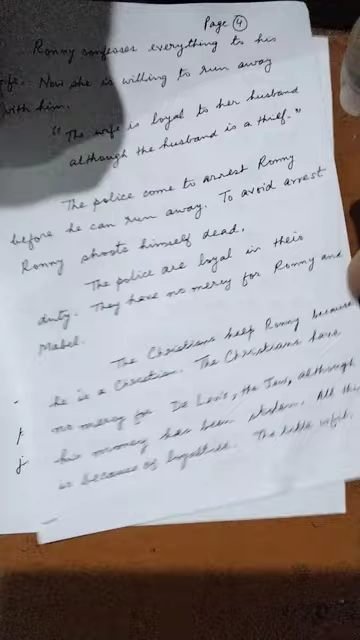 Page 4
Ronny confesses everything to his
Now she is willing to run away
with him.
"The wife is loyal to her husband
although the husband is a thief."
The police come to arrest Ronny
before he can run away. To avoid arrest
Ronny shoots himself dead.
The police are loyal in their
duty. They have no mercy for Ronny and
Mabel.
The Christians help Ronny because
he is a Christian. The Christians have
no mercy for De Levis, the Jew, although
his money has been stolen. All this
is because of loyalties. The